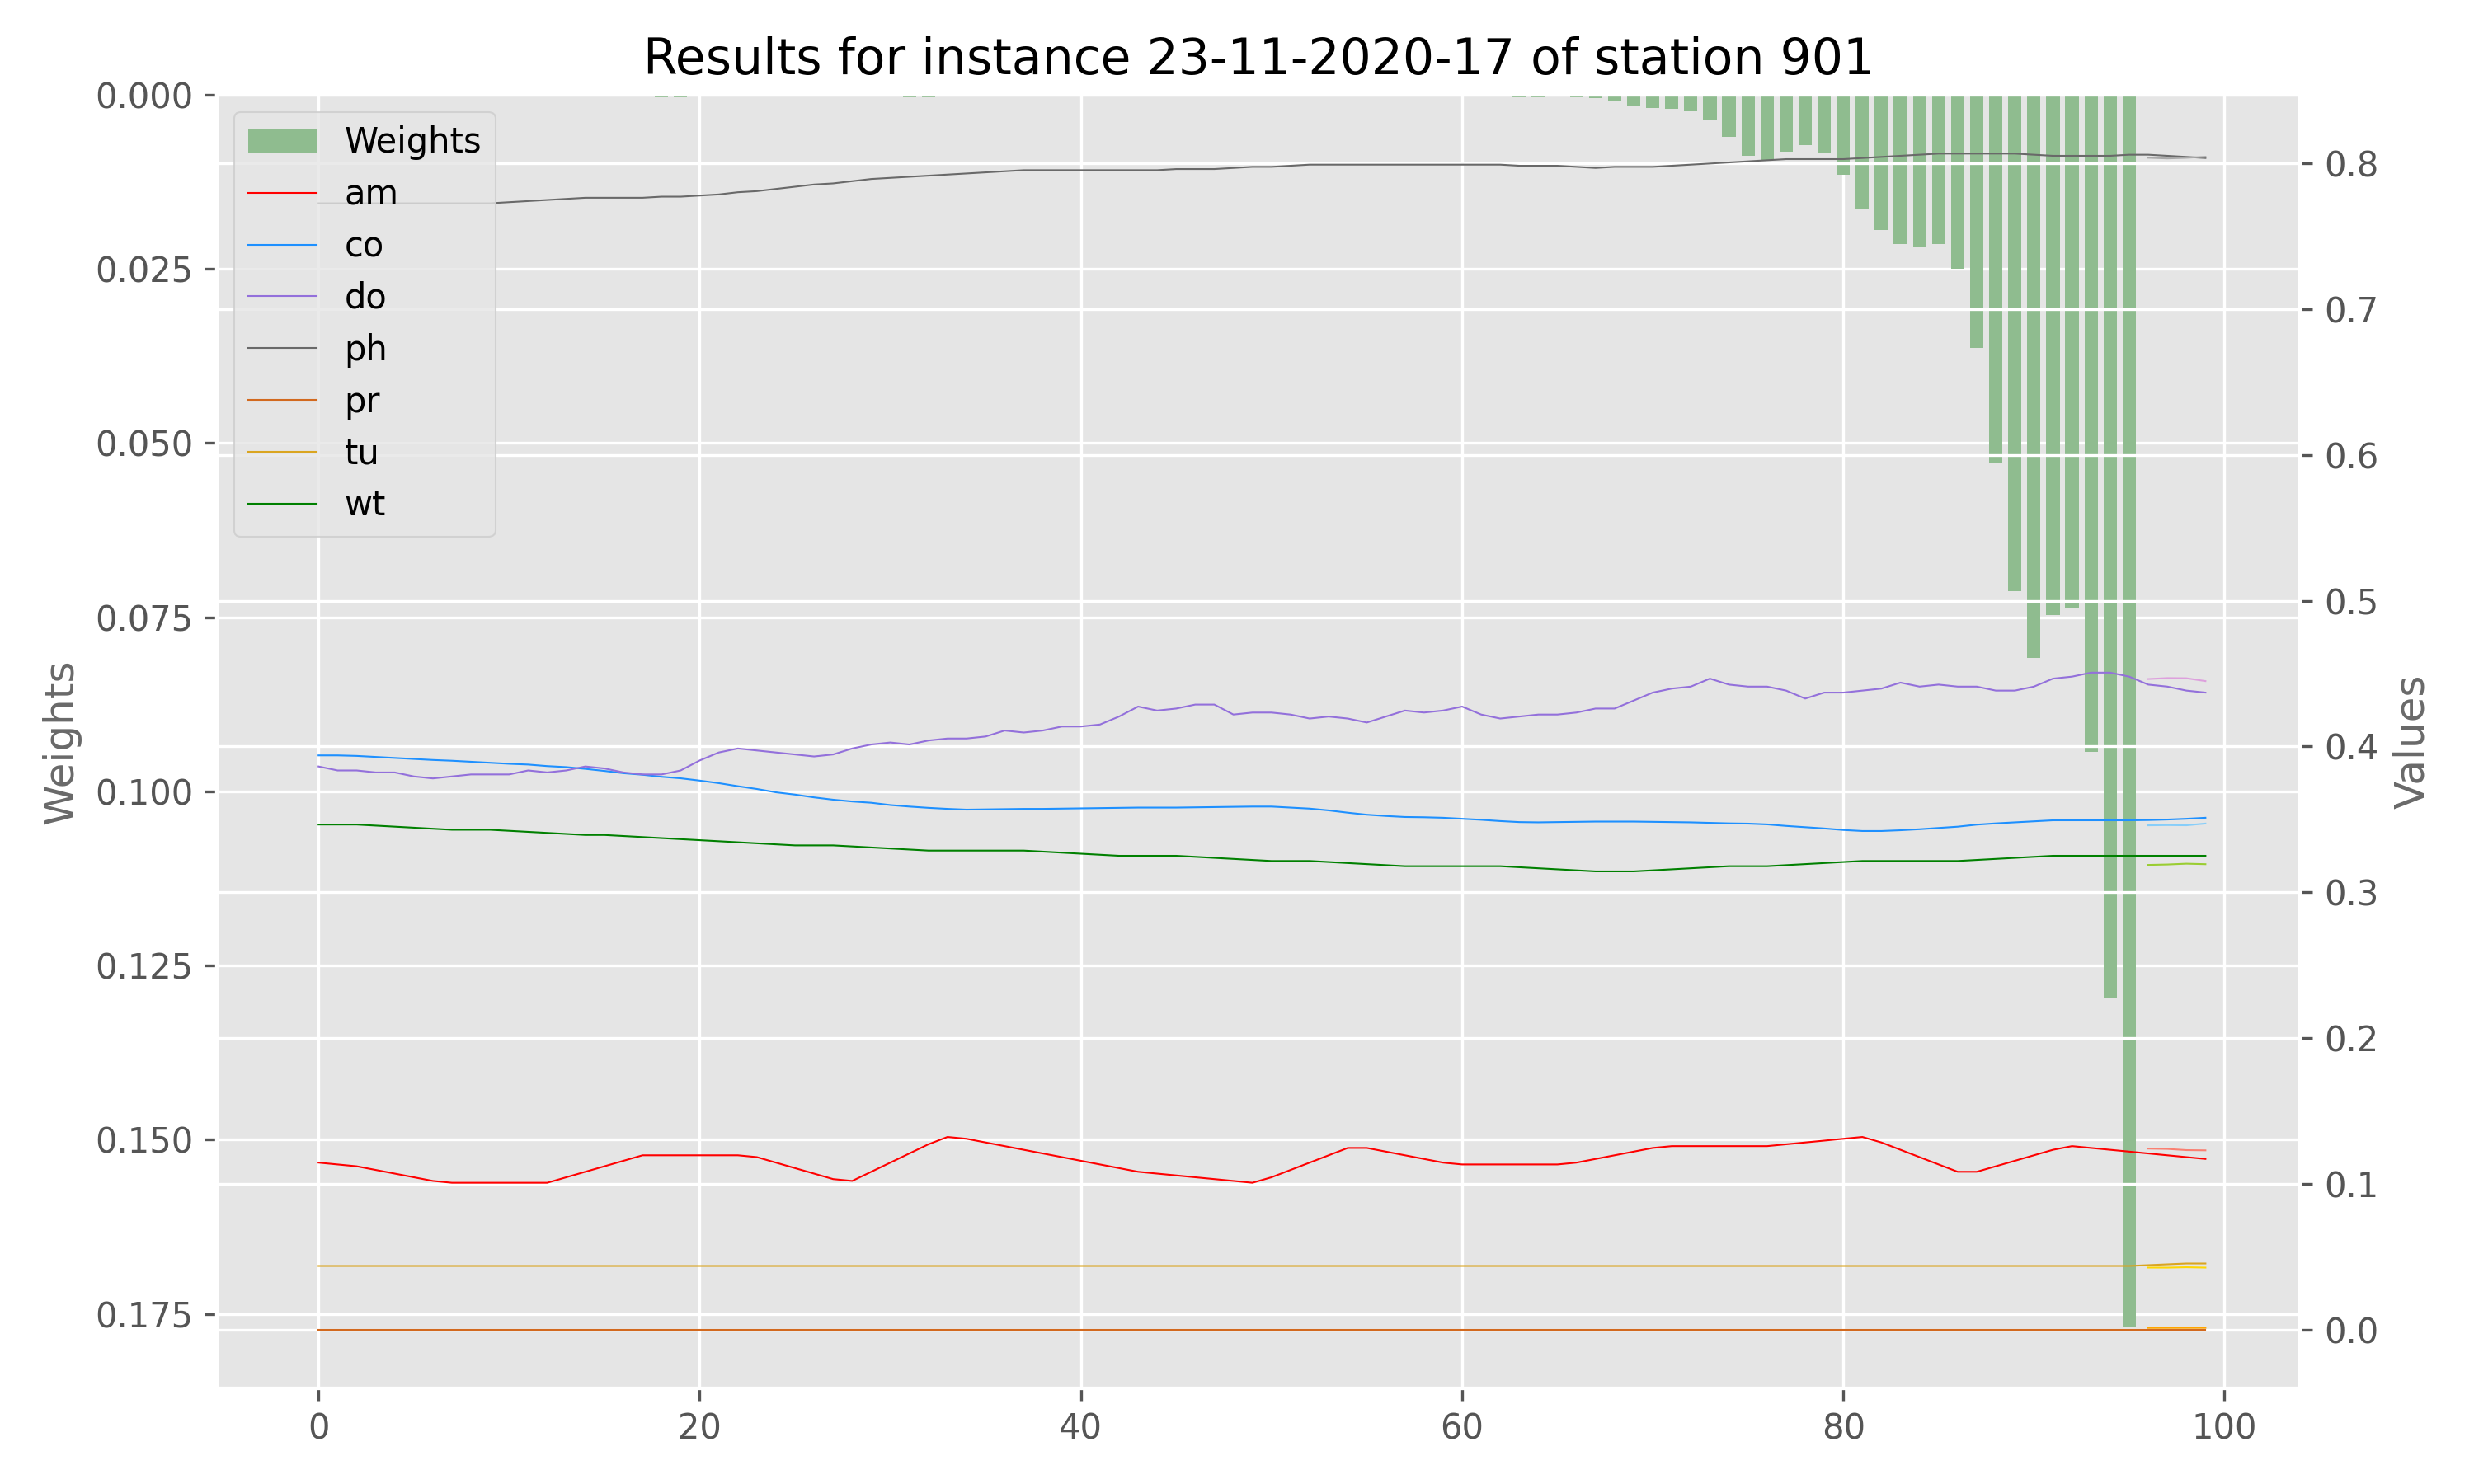 Results for instance 23-11-2020-17 of station 901
0.000
0.025
0.050
0.075
0.100
0.125
0.150
0.175
Weights
Weights
am
co
do
ph
pr
tu
wt
0.8
0.7
0.6
0.5
0.4
0.3
0.2
0.1
0.0
Values
0 20 40 60 80 100